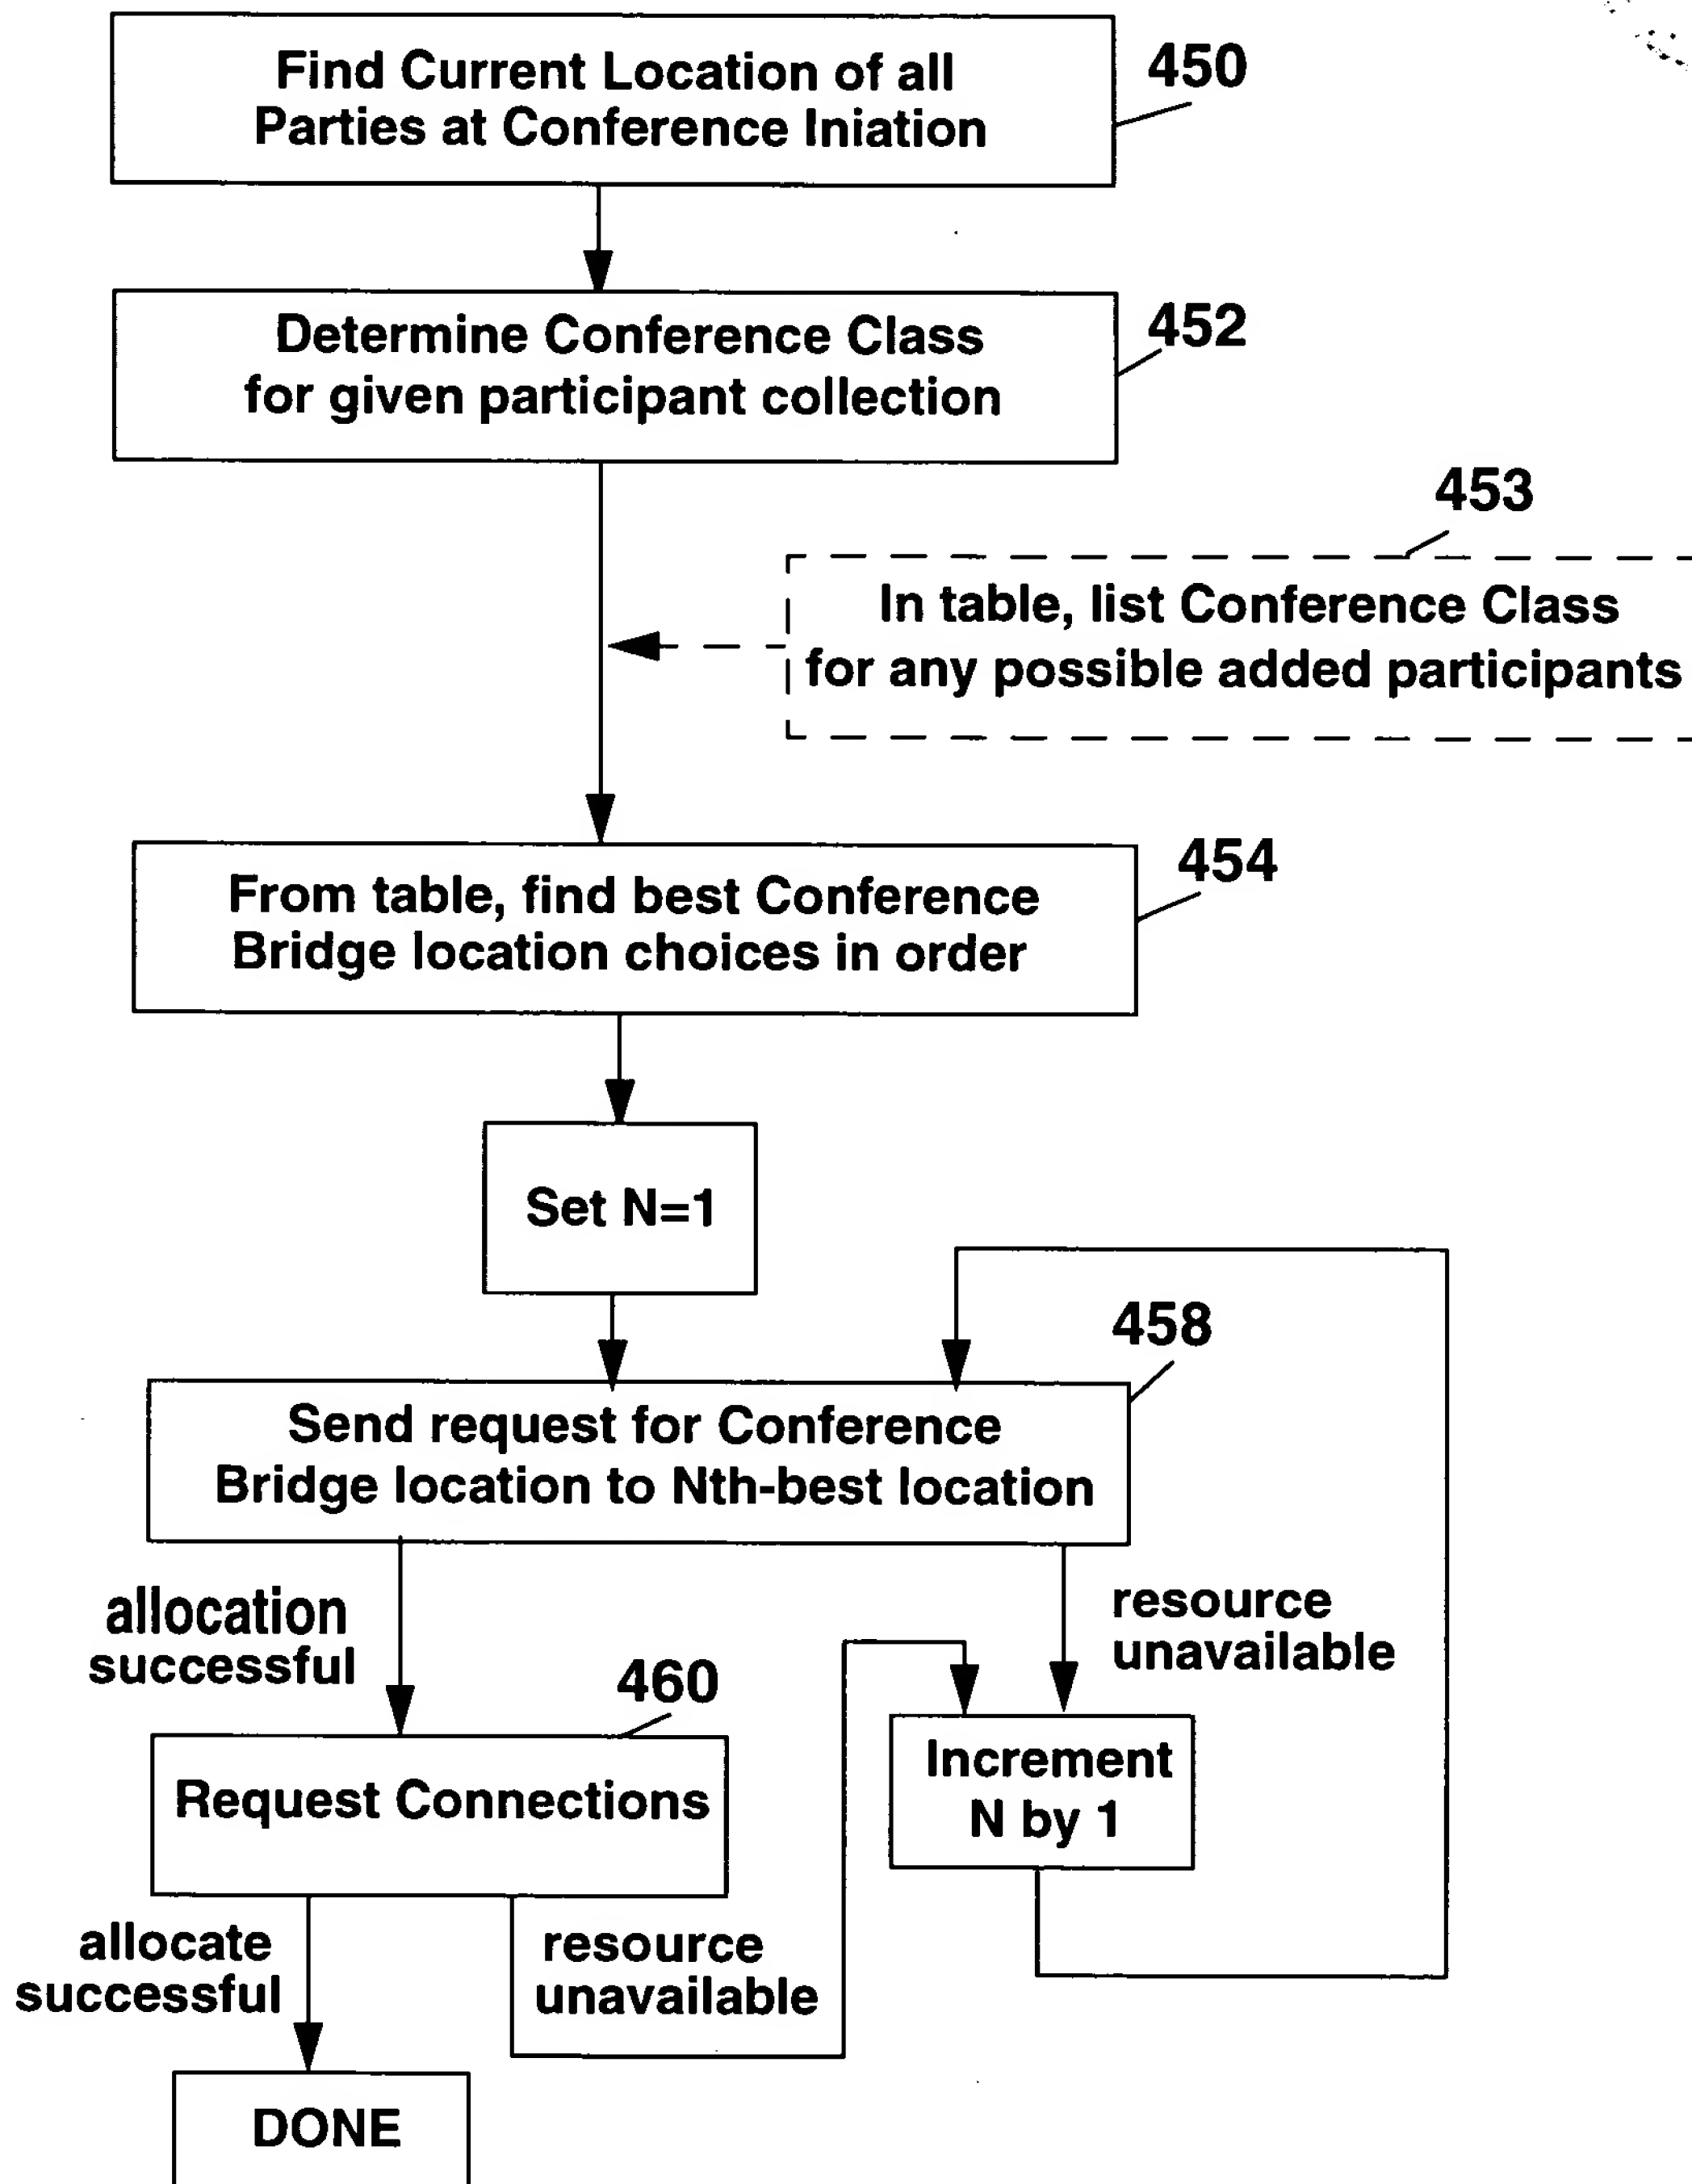 Find Current Location of all
Parties at Conference Iniation
450
Determine Conference Class
for given participant collection
452
453
In table, list Conference Class
for any possible added participants
454
From table, find best Conference
Bridge location choices in order
Set N=1
458
Send request for Conference
Bridge location to Nth-best location
allocation
successful
resource
unavailable
460
Request Connections
Increment
N by 1
allocate
successful
resource
unavailable
DONE